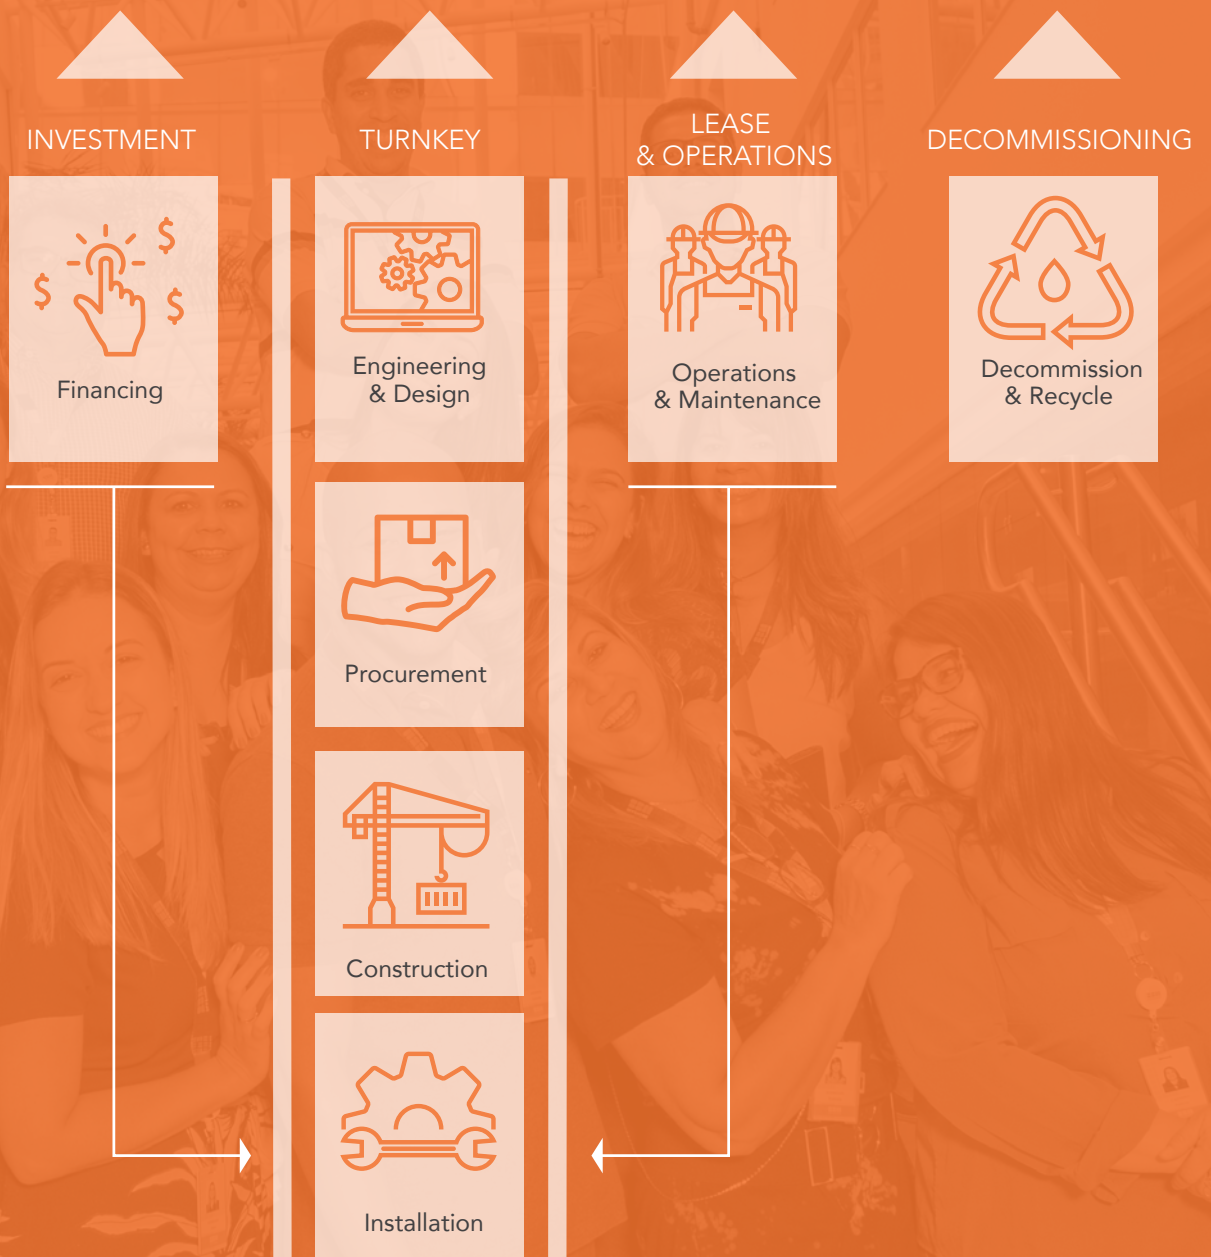 INVESTMENT
TURNKEY
LEASE
& OPERATIONS
DECOMMISSIONING
$
$
$
Financing
Engineering
& Design
Procurement
Construction
Installation
Operations
& Maintenance
Decommission
& Recycle